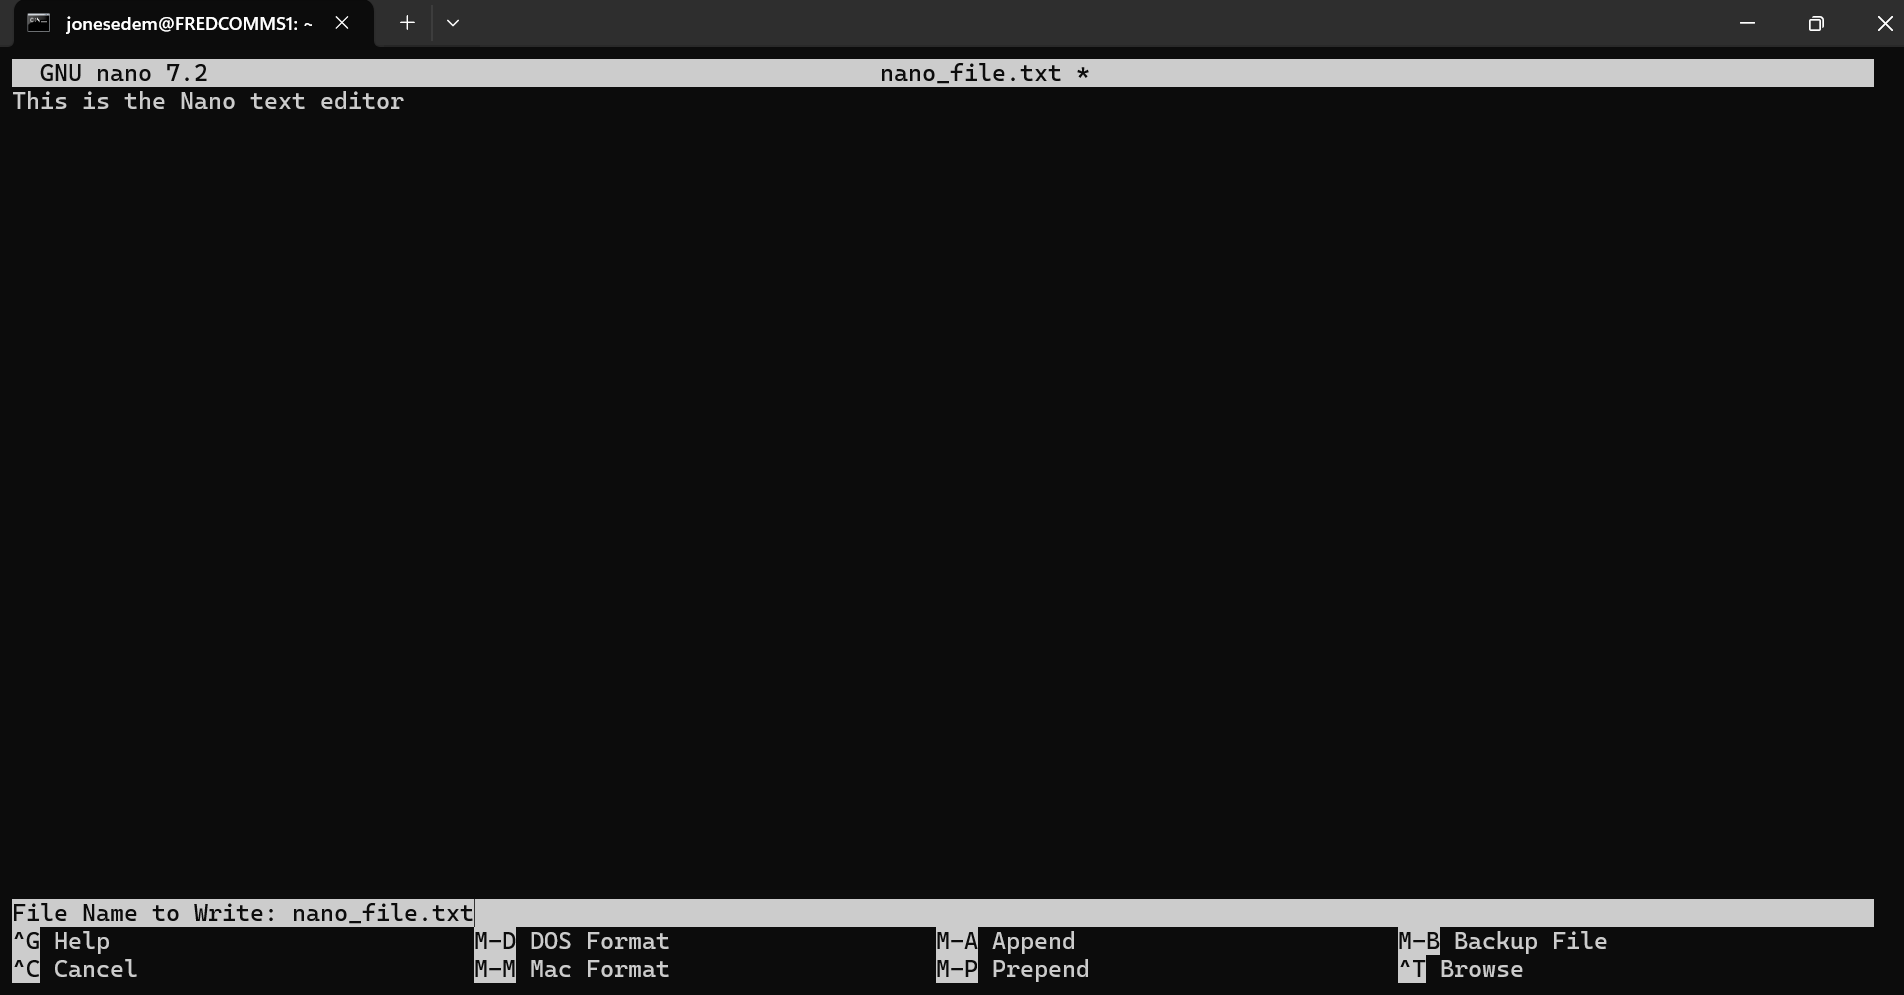 jonesedem@FREDCOMMS1: ~
GNU nano 7.2 nano_file.txt *
This is the Nano text editor
File Name to Write: nano_file.txt
^G Help M-D DOS Format M-A Append M-B Backup File
^C Cancel M-M Mac Format M-P Prepend ^T Browse